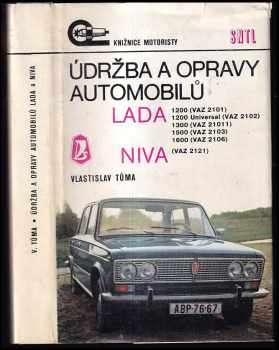 KNIŽNICE MOTORISTY
SNTL
ÚDRŽBA A OPRAVY
AUTOMOBILŮ
LADA
1200 (VAZ 2101)
1200 Universal (VAZ 2102)
1300 (VAZ 21011)
1500 (VAZ 2103)
1600 (VAZ 2106)
NIVA
(VAZ 2121)
VLASTISLAV TŮMA
ABP-76-67
V. TŮMA • ÚDRŽBA A OPRAVY AUTOMOBILŮ LADA a NIVA